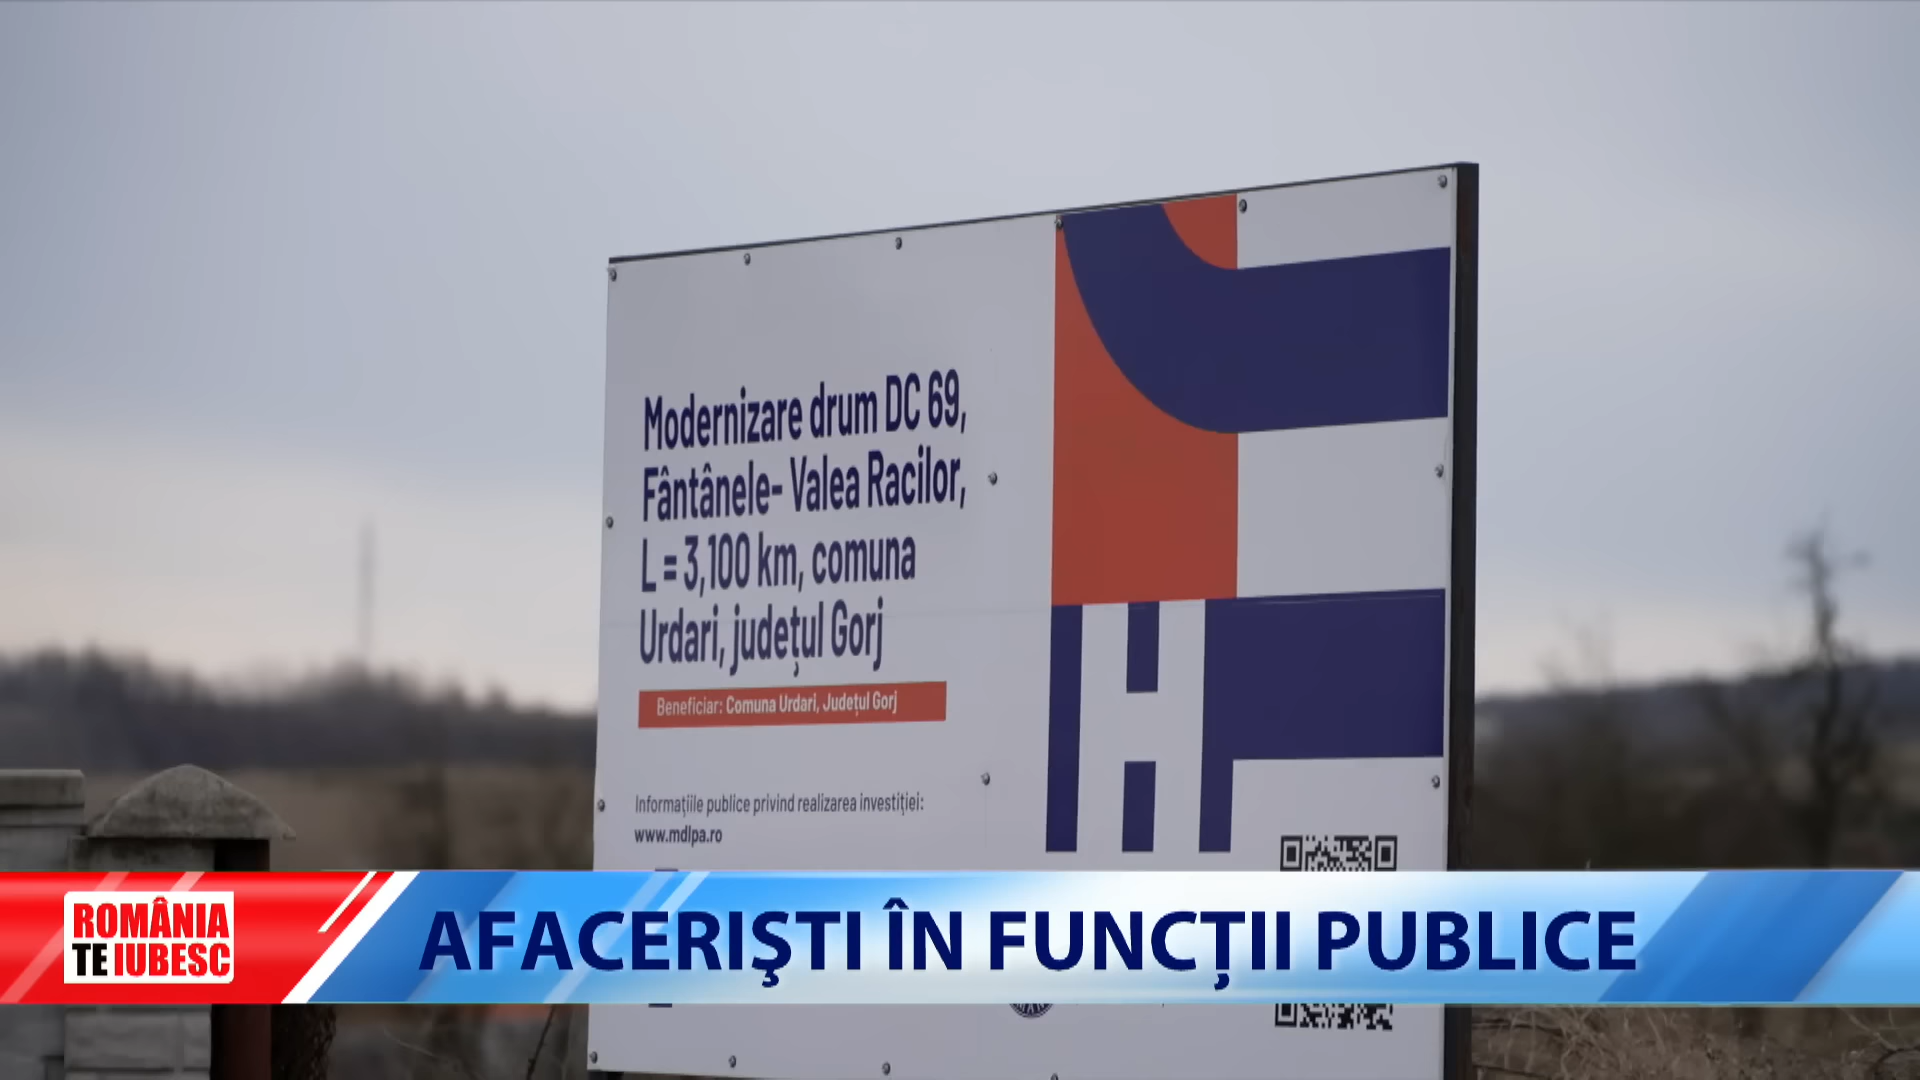 Modernizare drum DC 69,
Fântânele- Valea Racilor,
L = 3,100 km, comuna
Urdari, județul Gorj
Beneficiar: Comuna Urdari, Județul Gorj
Informațiile publice privind realizarea investiției:
www.mdlpa.ro
ROMÂNIA
TE IUBESC
AFACERIŞTI ÎN FUNCŢII PUBLICE